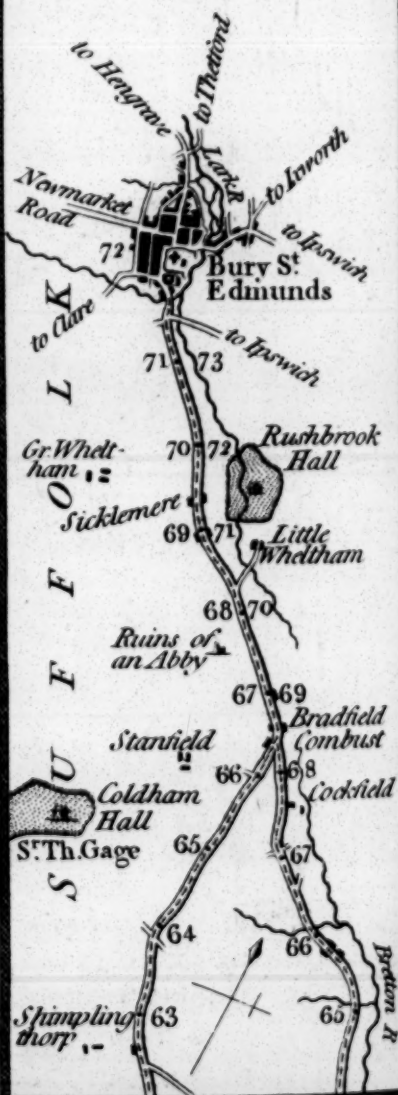 to Hengrave
to Thetford
Lark R
to Ixworth
Newmarket
Road
to Ipswich
72
Bury St
Edmunds
to Clare
to Ipswich
71 73
Gr. Whelt-
ham
70 72
Rushbrook
Hall
Sicklemere
69 71
Little
Wheltham
68 70
Ruins of
an Abby
67 69
Bradfield
Combust
Stanfield
66 68
Cockfield
Coldham
Hall
Sr. Th. Gage
65 67
64
66
Bretton R
65
Shimpling
thorp
63
SUFFOLK